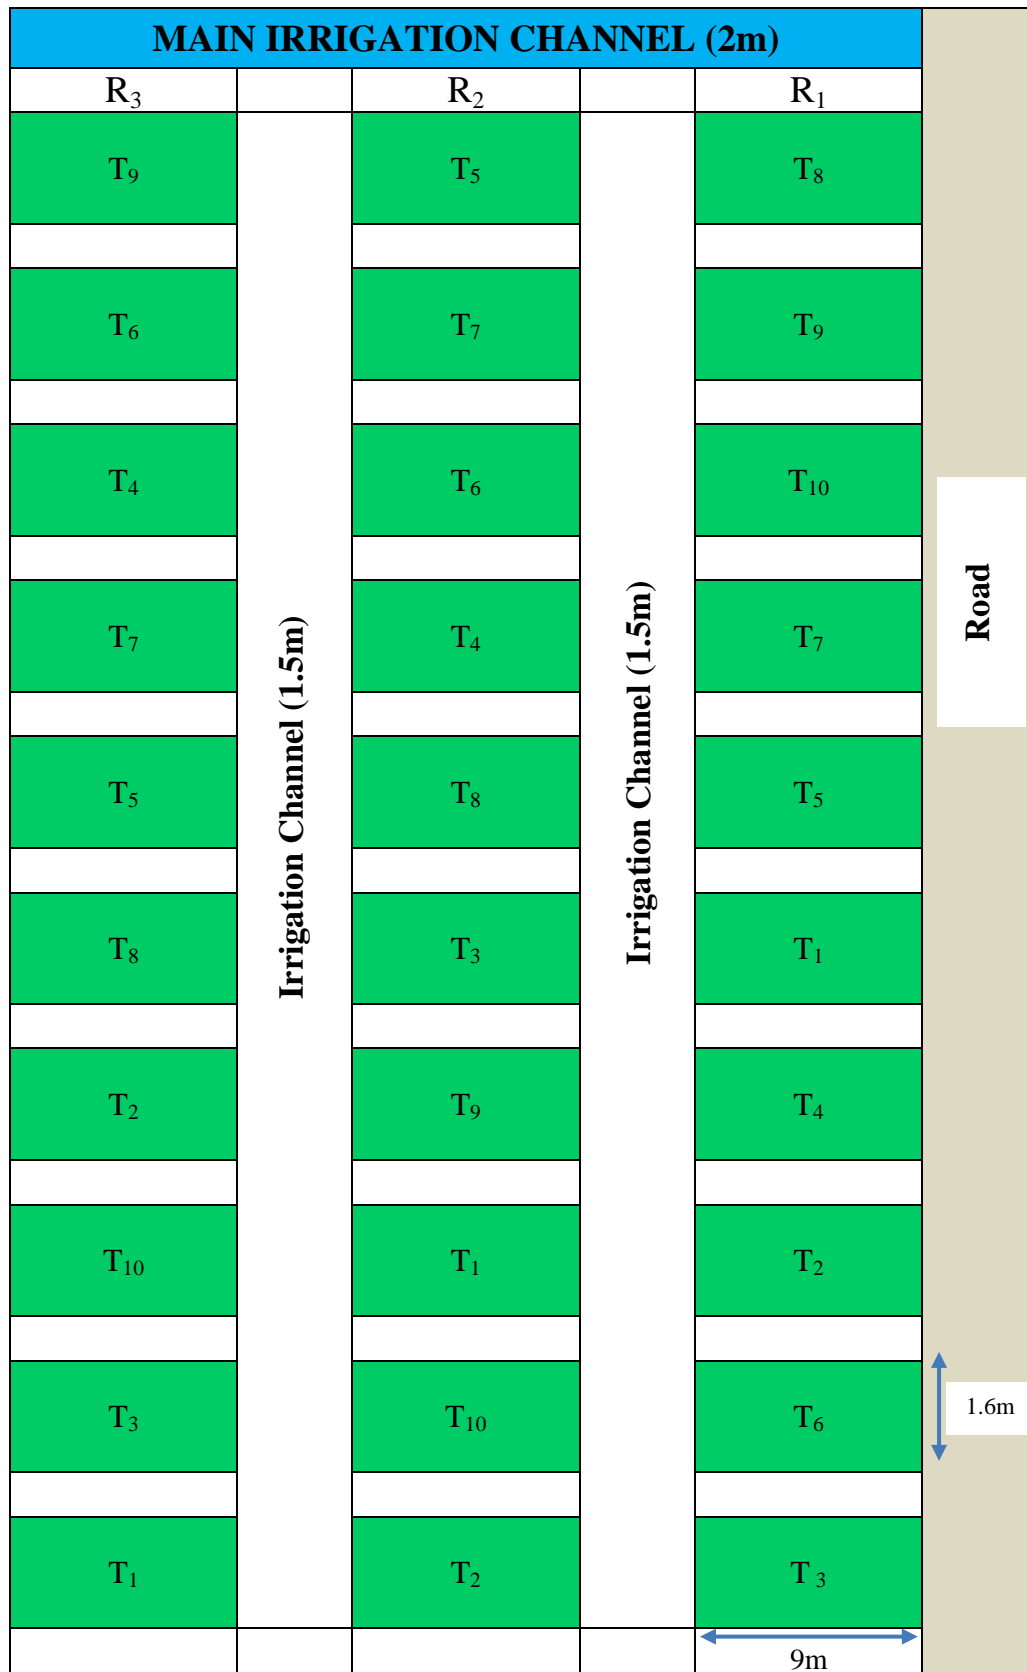 MAIN IRRIGATION CHANNEL (2m)
R₃ R₂ R₁
T₉ T₅ T₈
T₆ T₇ T₉
T₄ T₆ T₁₀
T₇ T₄ T₇
T₅ T₈ T₅
T₈ T₃ T₁
T₂ T₉ T₄
T₁₀ T₁ T₂
T₃ T₁₀ T₆
T₁ T₂ T ₃
Irrigation Channel (1.5m)
Irrigation Channel (1.5m)
Road
1.6m
9m